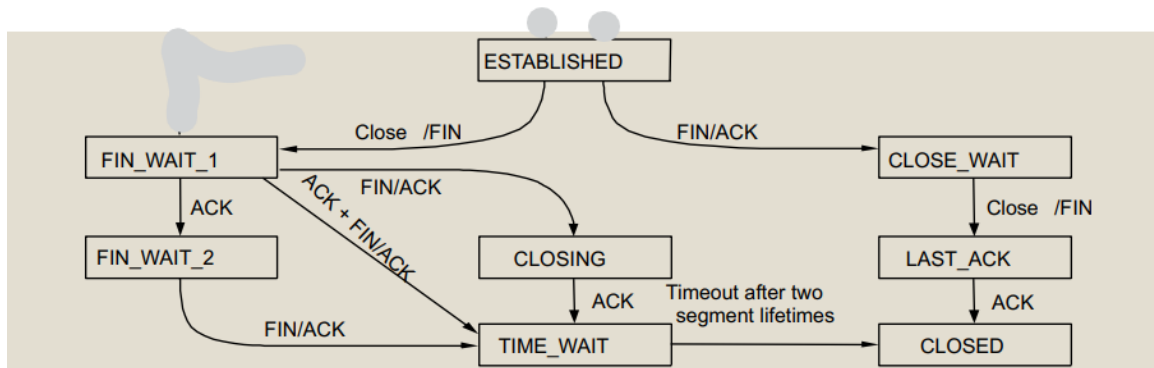 ESTABLISHED
Close /FIN
FIN/ACK
FIN_WAIT_1
CLOSE_WAIT
FIN/ACK
ACK
ACK + FIN/ACK
Close /FIN
FIN_WAIT_2
CLOSING
LAST_ACK
ACK
Timeout after two
segment lifetimes
ACK
FIN/ACK
TIME_WAIT
CLOSED